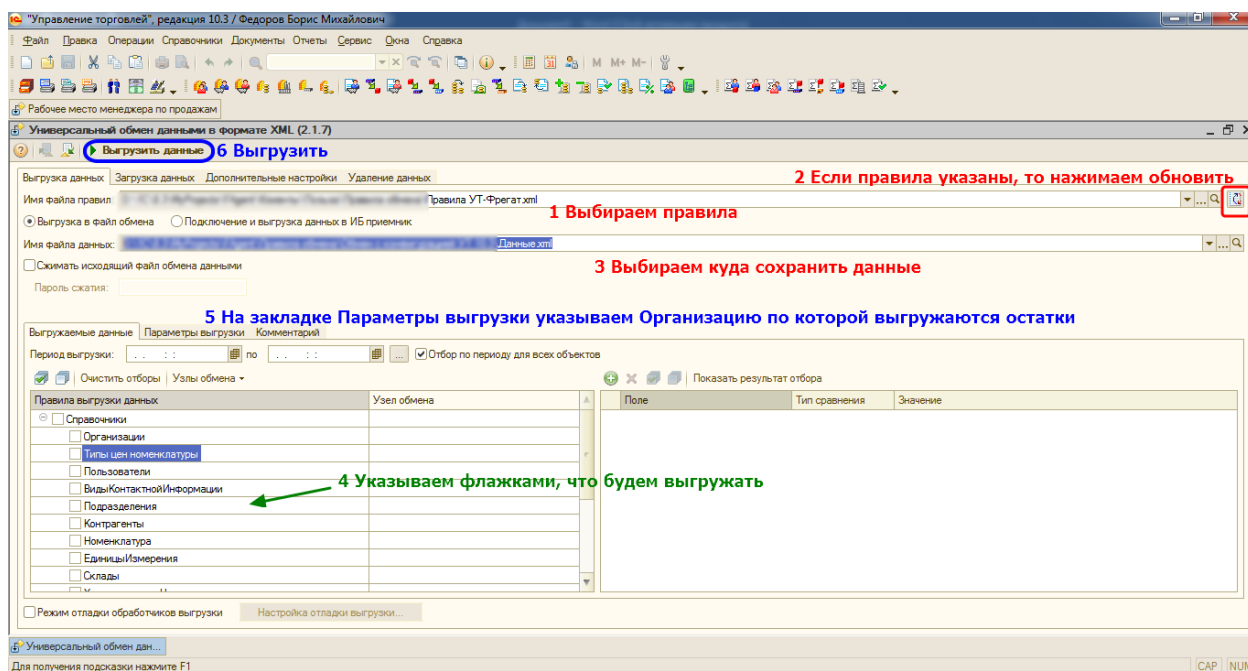 "Управление торговлей", редакция 10.3 / Федоров Борис Михайлович
Файл Правка Операции Справочники Документы Отчеты Сервис Окна Справка
M M+ M-
Рабочее место менеджера по продажам
Универсальный обмен данными в формате XML (2.1.7)
Выгрузить данные 6 Выгрузить
Выгрузка данных Загрузка данных Дополнительные настройки Удаление данных
2 Если правила указаны, то нажимаем обновить
Имя файла правил: Правила УТ-Фрегат.xml
1 Выбираем правила
Выгрузка в файл обмена Подключение и выгрузка данных в ИБ приемник
Имя файла данных: Данные.xml
Сжимать исходящий файл обмена данными
3 Выбираем куда сохранить данные
Пароль сжатия:
5 На закладке Параметры выгрузки указываем Организацию по которой выгружаются остатки
Выгружаемые данные Параметры выгрузки Комментарий
Период выгрузки: . . : : по . . : : ... Отбор по периоду для всех объектов
Очистить отборы Узлы обмена Показать результат отбора
Правила выгрузки данных Узел обмена Поле Тип сравнения Значение
Справочники
Организации
Типы цен номенклатуры
Пользователи
4 Указываем флажками, что будем выгружать
ВидыКонтактнойИнформации
Подразделения
Контрагенты
Номенклатура
ЕдиницыИзмерения
Склады
Режим отладки обработчиков выгрузки Настройка отладки выгрузки...
Универсальный обмен дан...
Для получения подсказки нажмите F1 CAP NUM